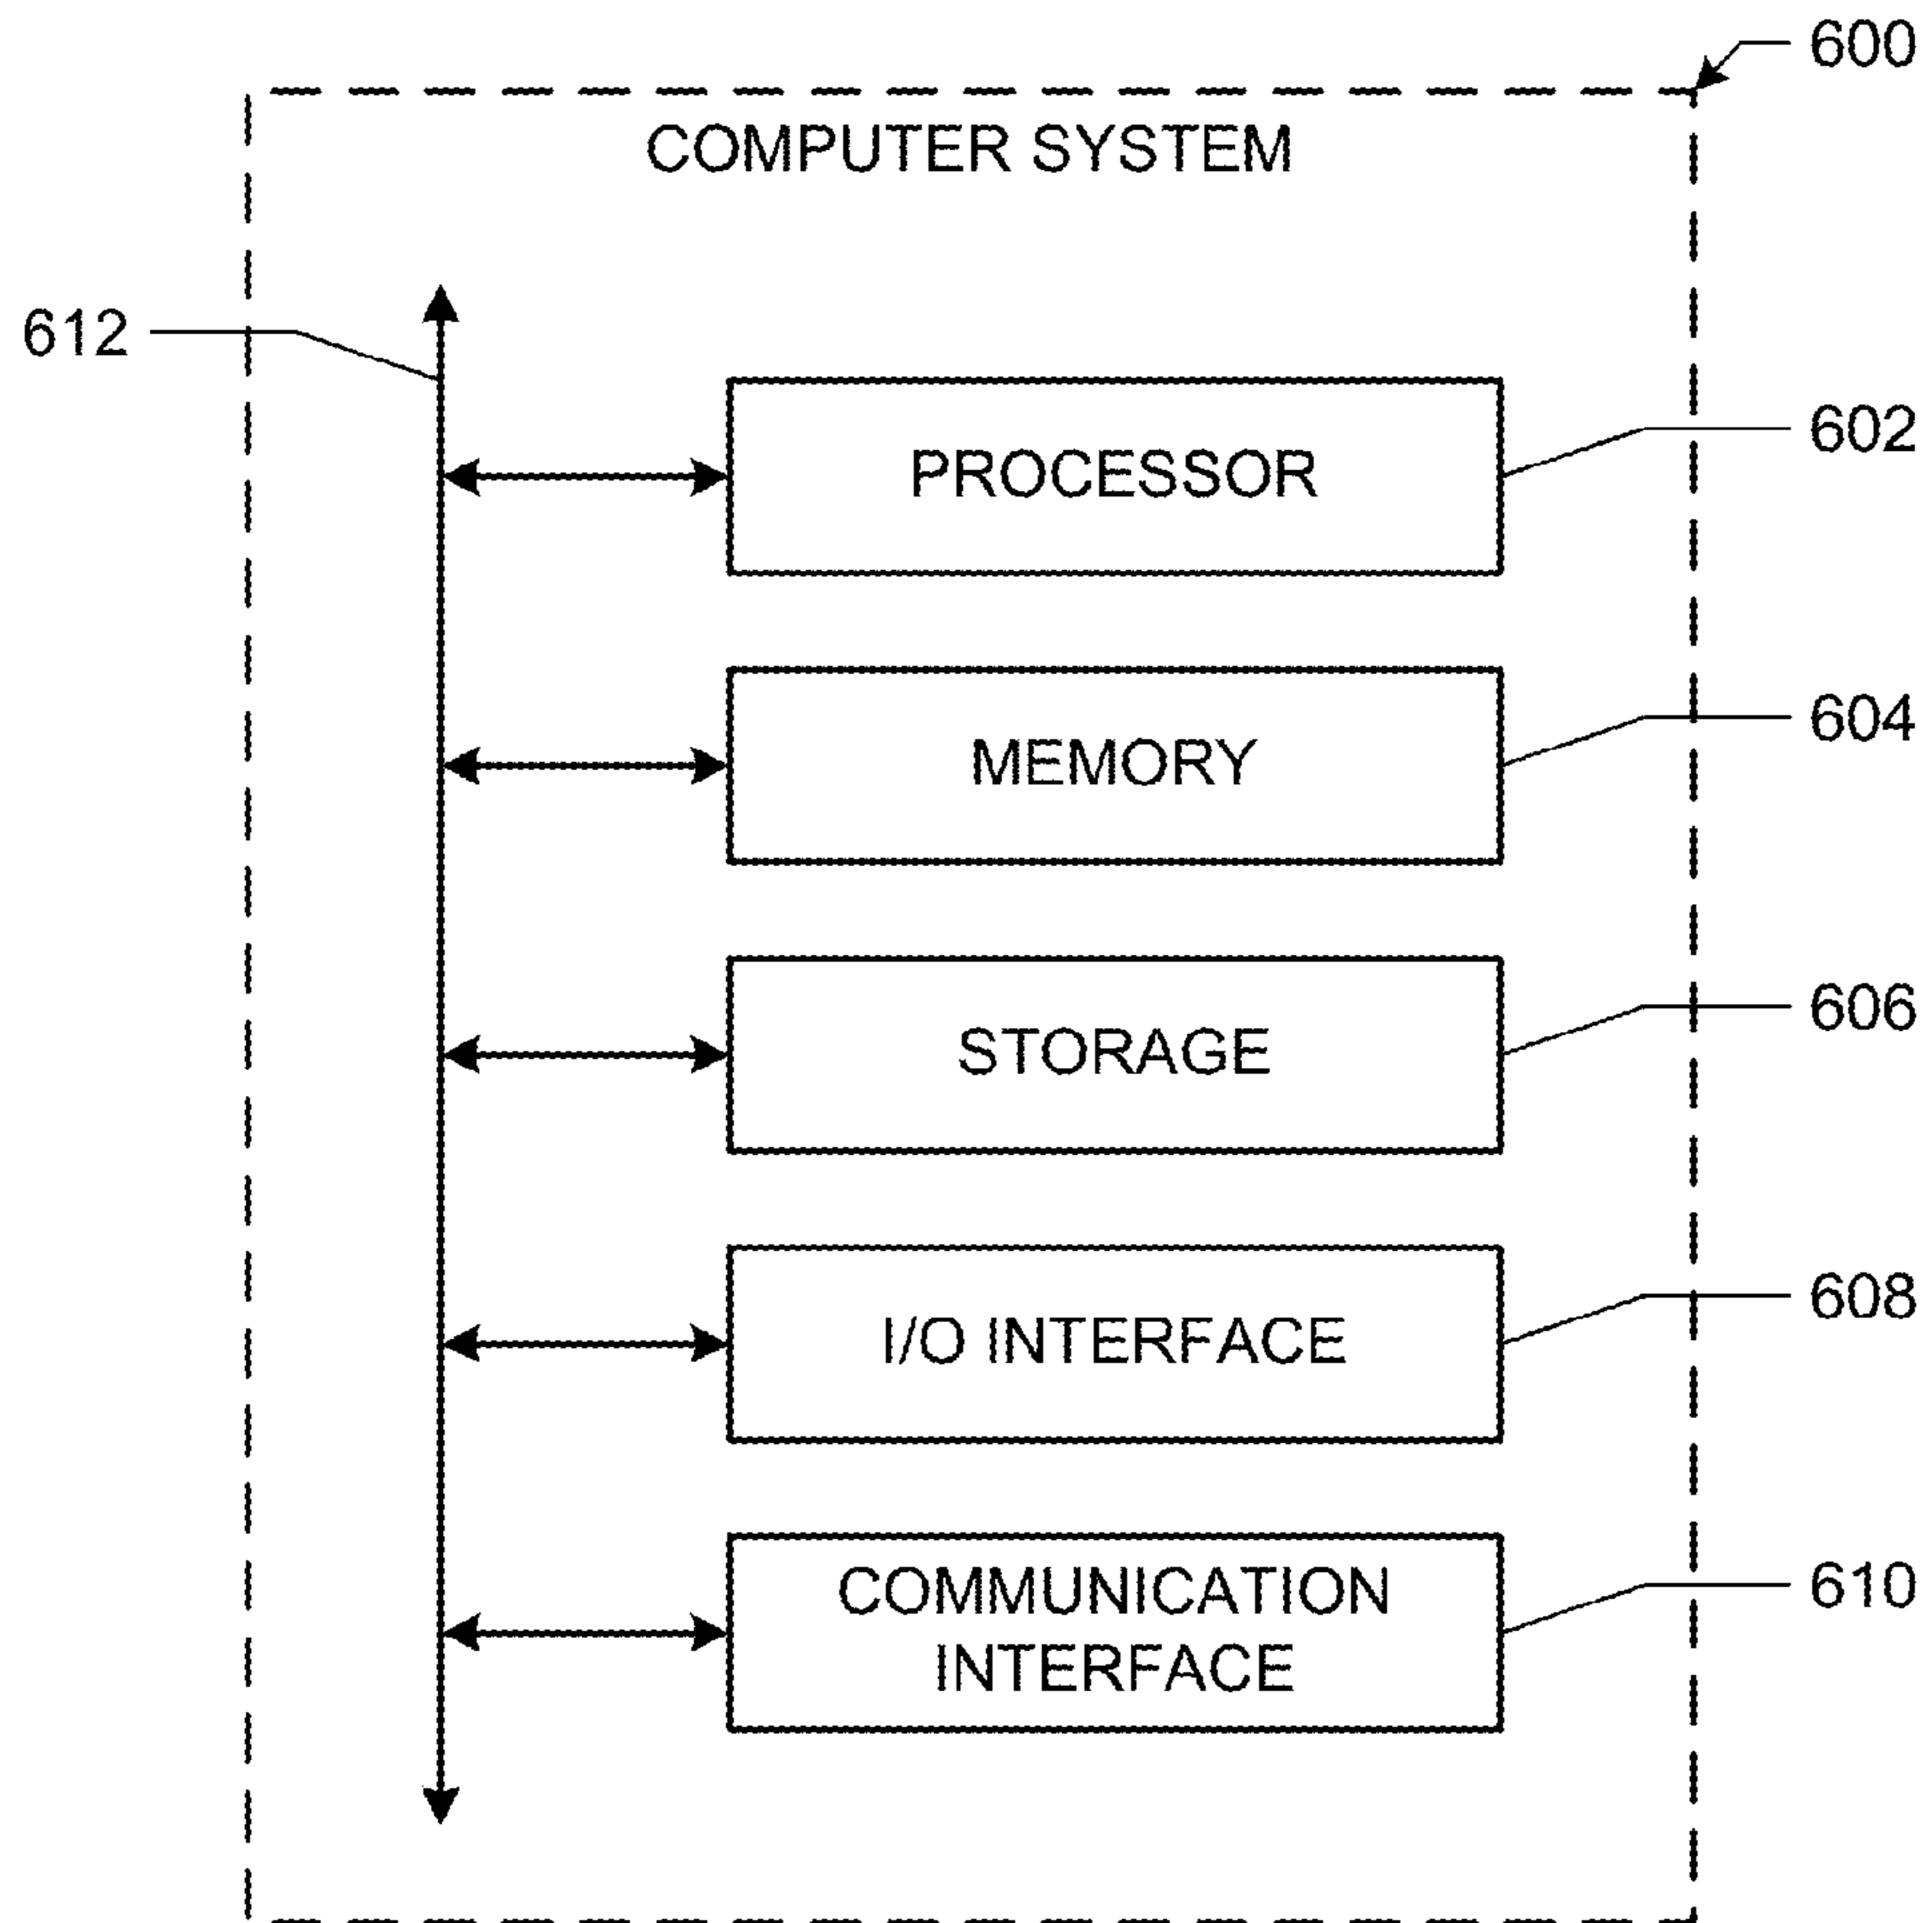 600
COMPUTER SYSTEM
612
602
PROCESSOR
604
MEMORY
606
STORAGE
608
I/O INTERFACE
610
COMMUNICATION
INTERFACE